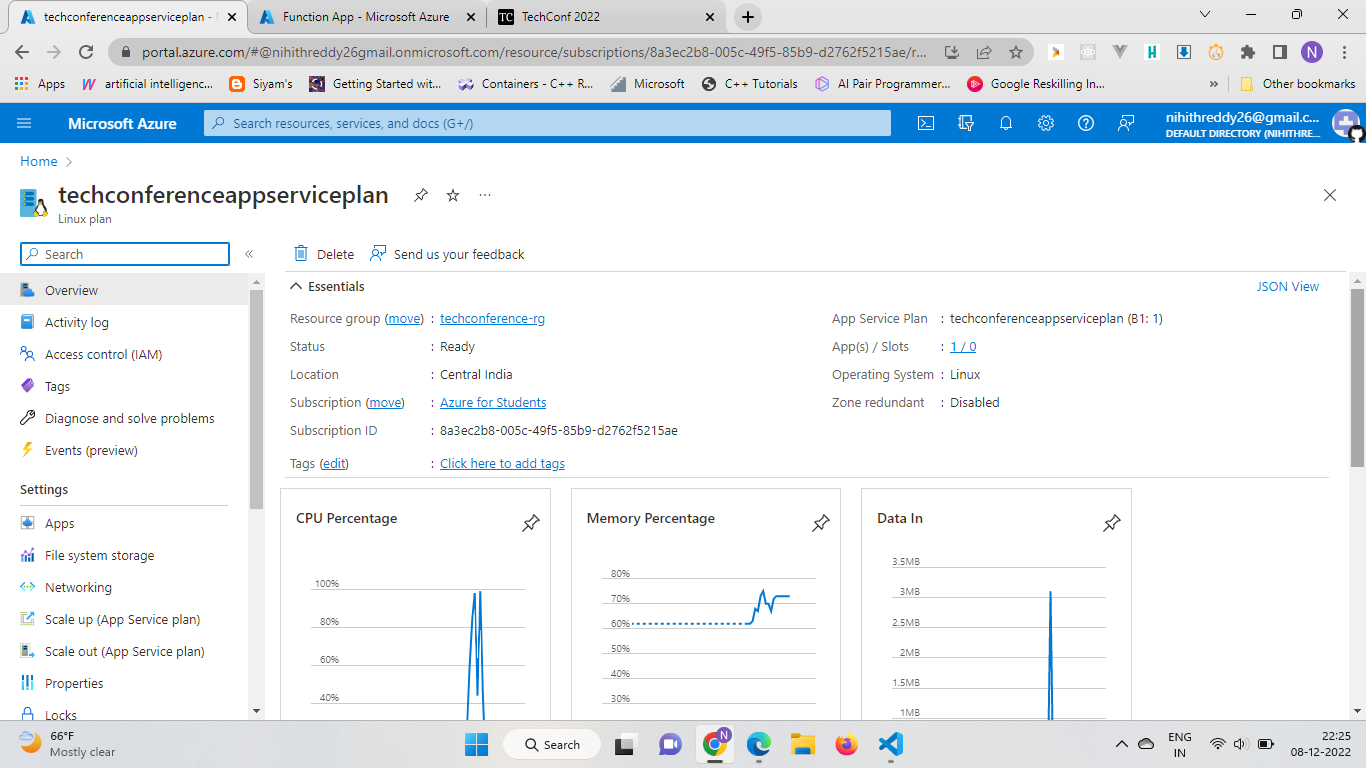 techconferenceappserviceplan -
Function App - Microsoft Azure
TechConf 2022
portal.azure.com/#@nihithreddy26gmail.onmicrosoft.com/resource/subscriptions/8a3ec2b8-005c-49f5-85b9-d2762f5215ae/r...
Apps
artificial intelligenc...
Siyam's
Getting Started wit...
Containers - C++ R...
Microsoft
C++ Tutorials
AI Pair Programmer...
Google Reskilling In...
»
Other bookmarks
Microsoft Azure
Search resources, services, and docs (G+/)
nihithreddy26@gmail.c...
DEFAULT DIRECTORY (NIHITHRE...
Home
techconferenceappserviceplan
Linux plan
Search
Delete
Send us your feedback
Overview
Activity log
Access control (IAM)
Tags
Diagnose and solve problems
Events (preview)
Settings
Apps
File system storage
Networking
Scale up (App Service plan)
Scale out (App Service plan)
Properties
Locks
Essentials
JSON View
Resource group (move) : techconference-rg
Status : Ready
Location : Central India
Subscription (move) : Azure for Students
Subscription ID : 8a3ec2b8-005c-49f5-85b9-d2762f5215ae
Tags (edit) : Click here to add tags
App Service Plan : techconferenceappserviceplan (B1: 1)
App(s) / Slots : 1 / 0
Operating System : Linux
Zone redundant : Disabled
CPU Percentage
100%
80%
60%
40%
Memory Percentage
80%
70%
60%
50%
40%
30%
Data In
3.5MB
3MB
2.5MB
2MB
1.5MB
1MB
66°F
Mostly clear
Search
ENG
IN
22:25
08-12-2022